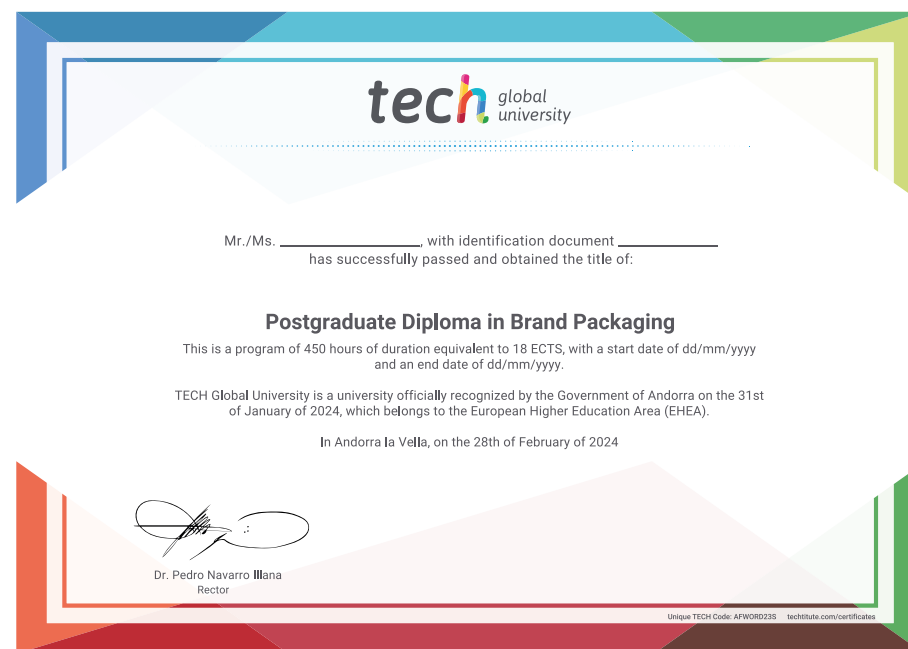 tech global university
Mr./Ms. ____________, with identification document ____________
has successfully passed and obtained the title of:
Postgraduate Diploma in Brand Packaging
This is a program of 450 hours of duration equivalent to 18 ECTS, with a start date of dd/mm/yyyy
and an end date of dd/mm/yyyy.
TECH Global University is a university officially recognized by the Government of Andorra on the 31st
of January of 2024, which belongs to the European Higher Education Area (EHEA).
In Andorra la Vella, on the 28th of February of 2024
Dr. Pedro Navarro Illana
Rector
Unique TECH Code: AFWORD23S techtitute.com/certificates